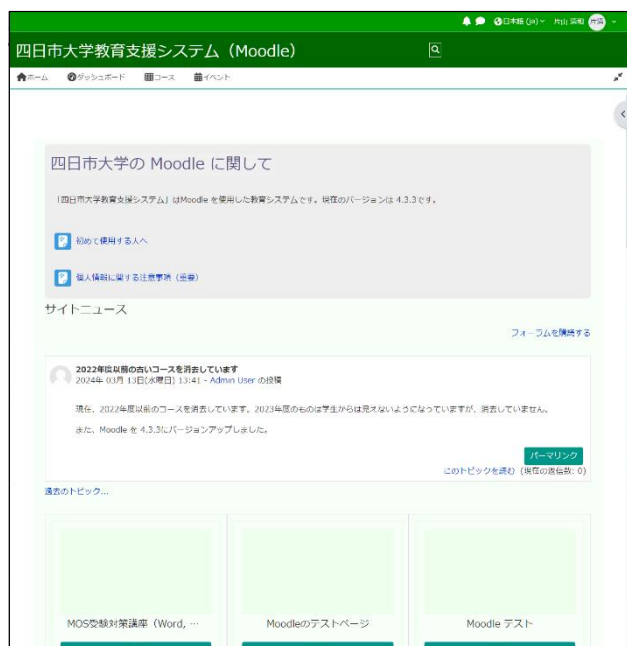 日本語 (ja)
四日市大学教育支援システム（Moodle）
ホーム ダッシュボード コース イベント
四日市大学の Moodle に関して
「四日市大学教育支援システム」はMoodle を使用した教育システムです。現在のバージョンは 4.3.3です。
初めて使用する人へ
個人情報に関する注意事項（重要）
サイトニュース
フォーラムを購読する
2022年度以前の古いコースを消去しています
2024年 03月 13日(水曜日) 13:41 - Admin User の投稿
現在、2022年度以前のコースを消去しています。2023年度のものは学生からは見えないようになっていますが、消去していません。
また、Moodle を 4.3.3にバージョンアップしました。
パーマリンク
このトピックを読む (現在の返信数: 0)
過去のトピック...
MOS受験対策講座（Word, … Moodleのテストページ Moodle テスト